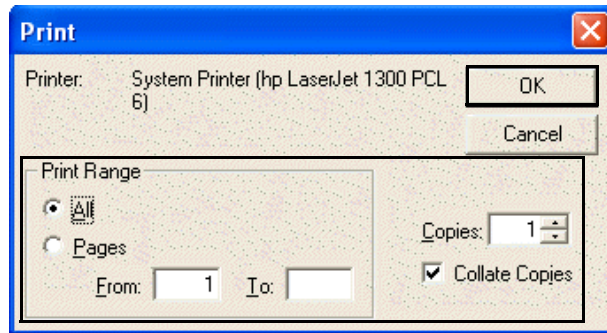 Print
Printer: System Printer (hp LaserJet 1300 PCL
6)
OK
Cancel
Print Range
All
Pages
From: 1 To:
Copies: 1
Collate Copies